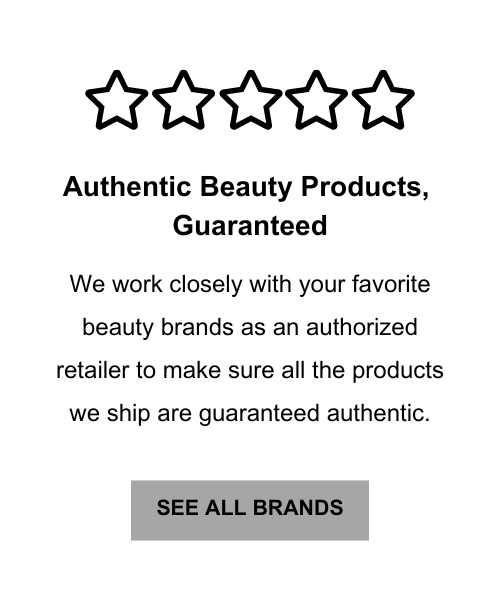 Authentic Beauty Products,
Guaranteed
We work closely with your favorite
beauty brands as an authorized
retailer to make sure all the products
we ship are guaranteed authentic.
SEE ALL BRANDS